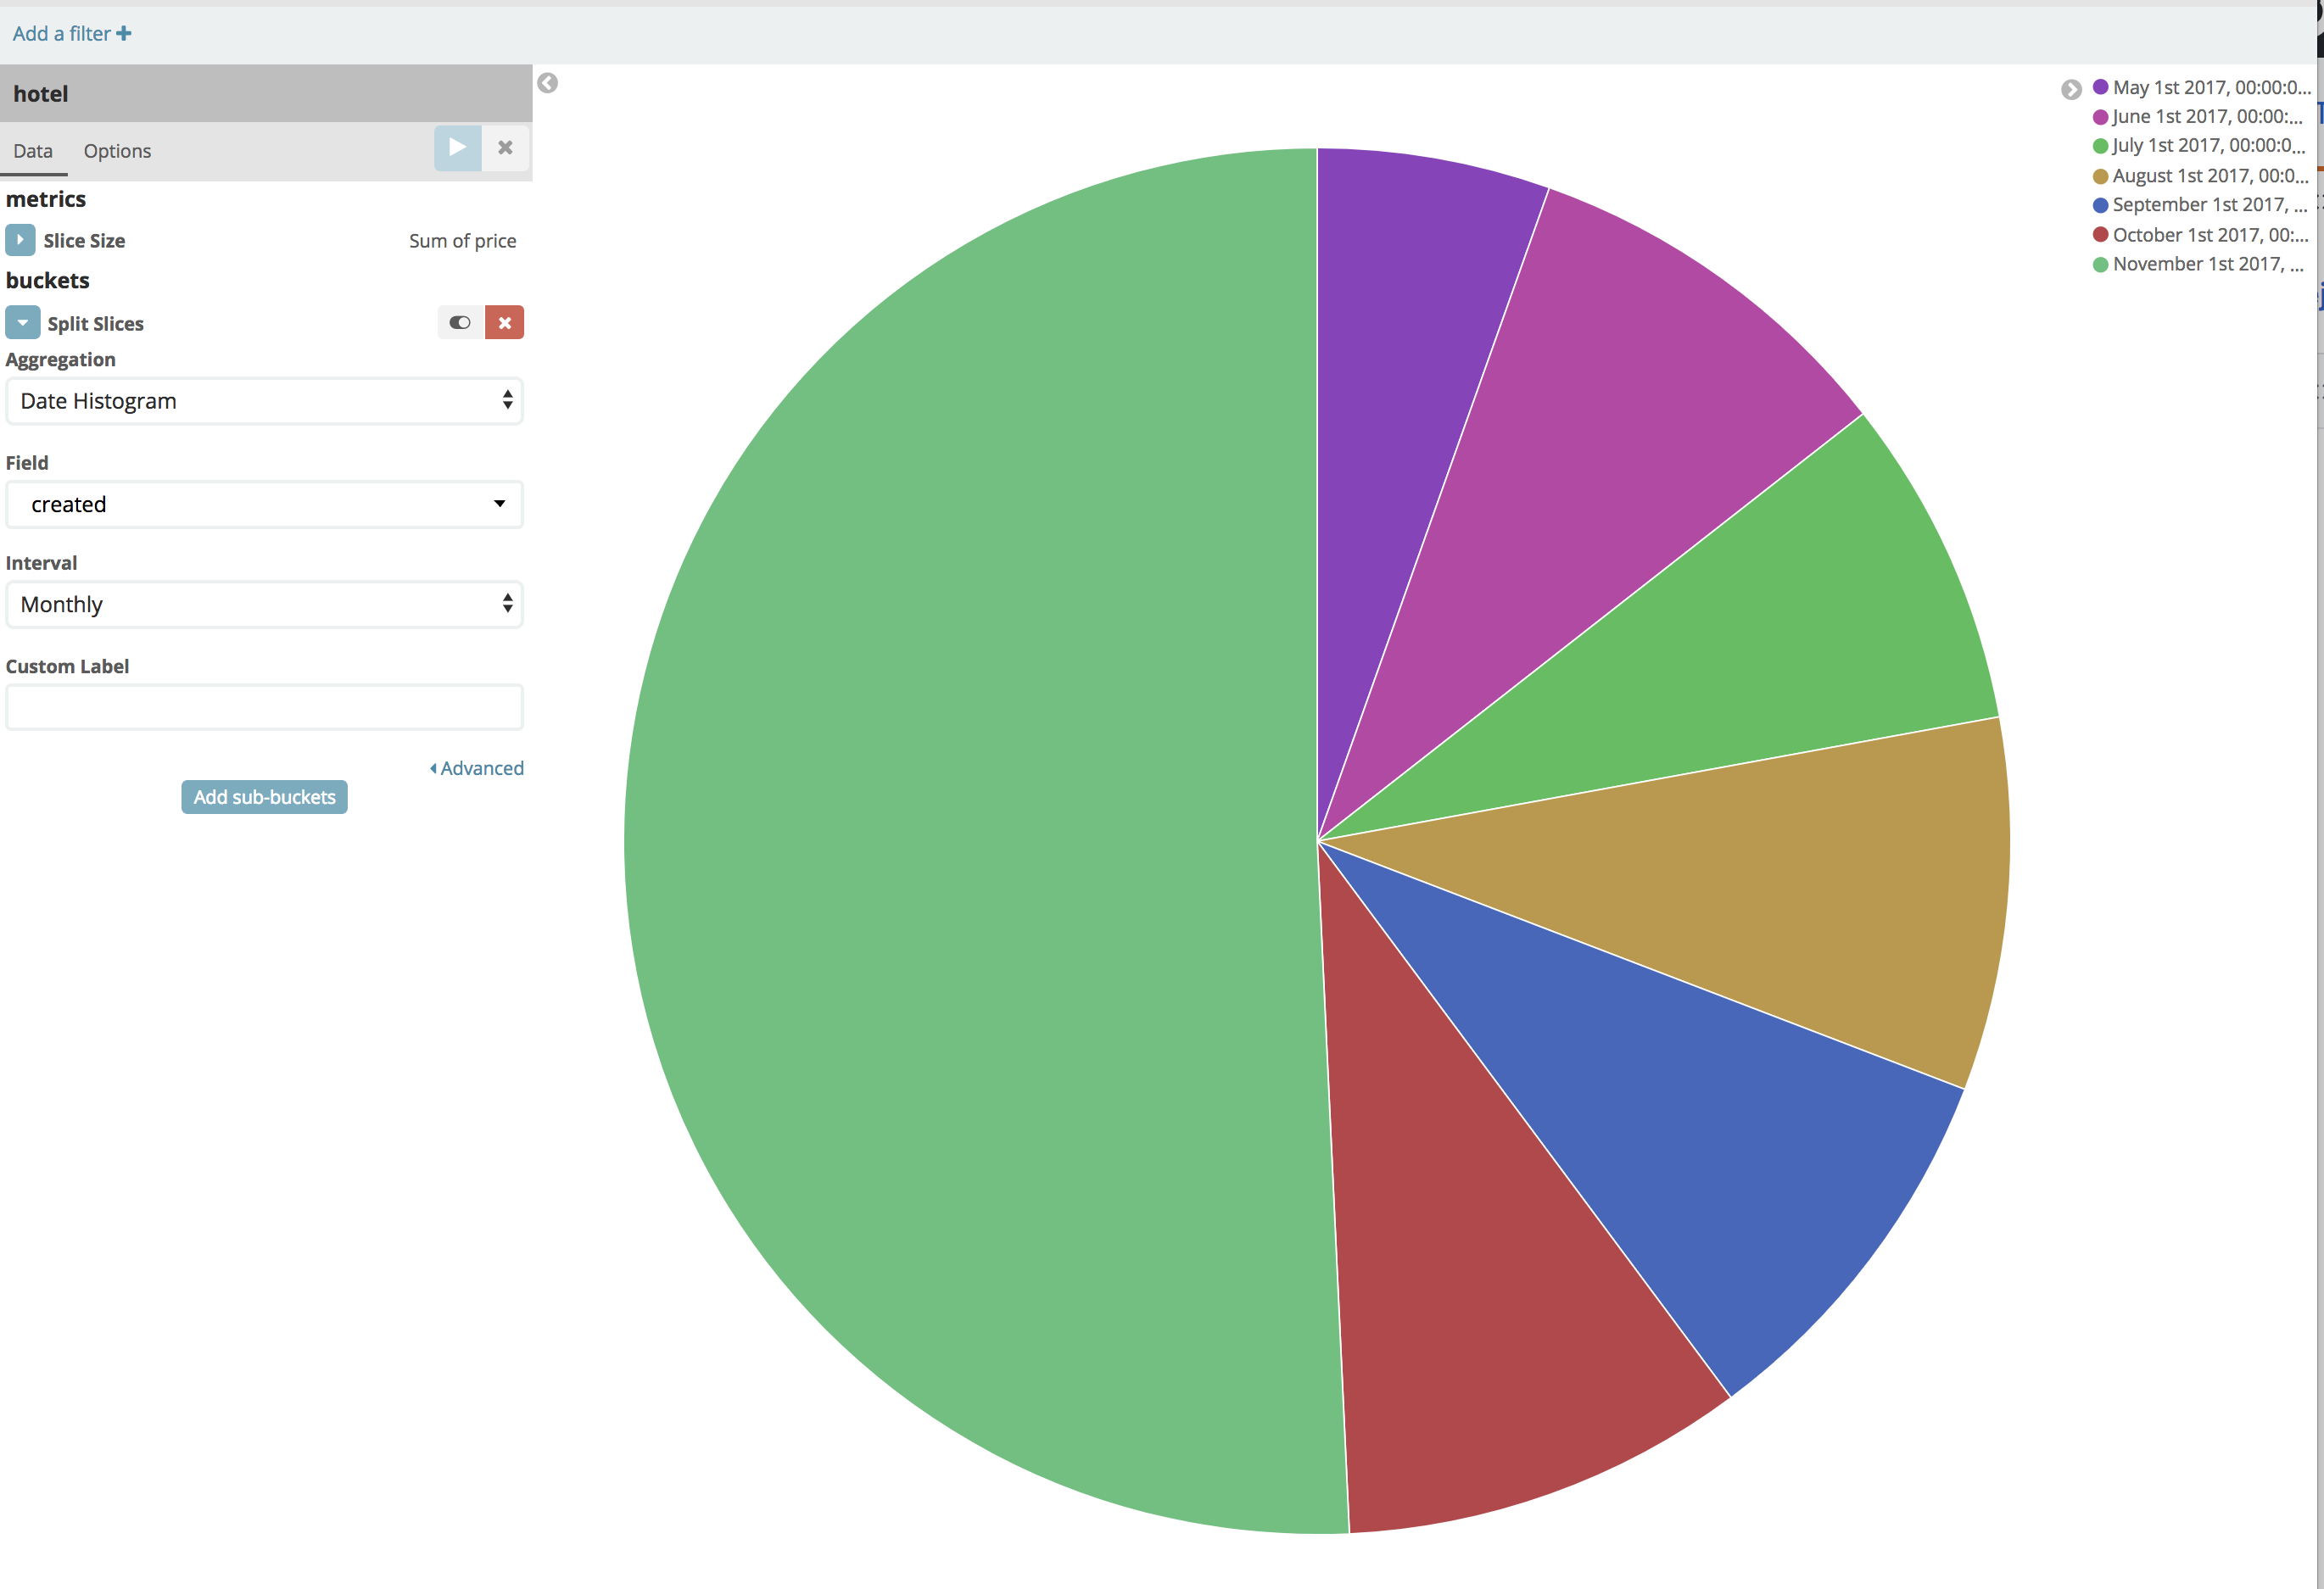 Add a filter
hotel
Data Options
metrics
Slice Size Sum of price
buckets
Split Slices
Aggregation
Date Histogram
Field
created
Interval
Monthly
Custom Label
Advanced
Add sub-buckets
May 1st 2017, 00:00:0...
June 1st 2017, 00:00:...
July 1st 2017, 00:00:0...
August 1st 2017, 00:0...
September 1st 2017, ...
October 1st 2017, 00:...
November 1st 2017, ...